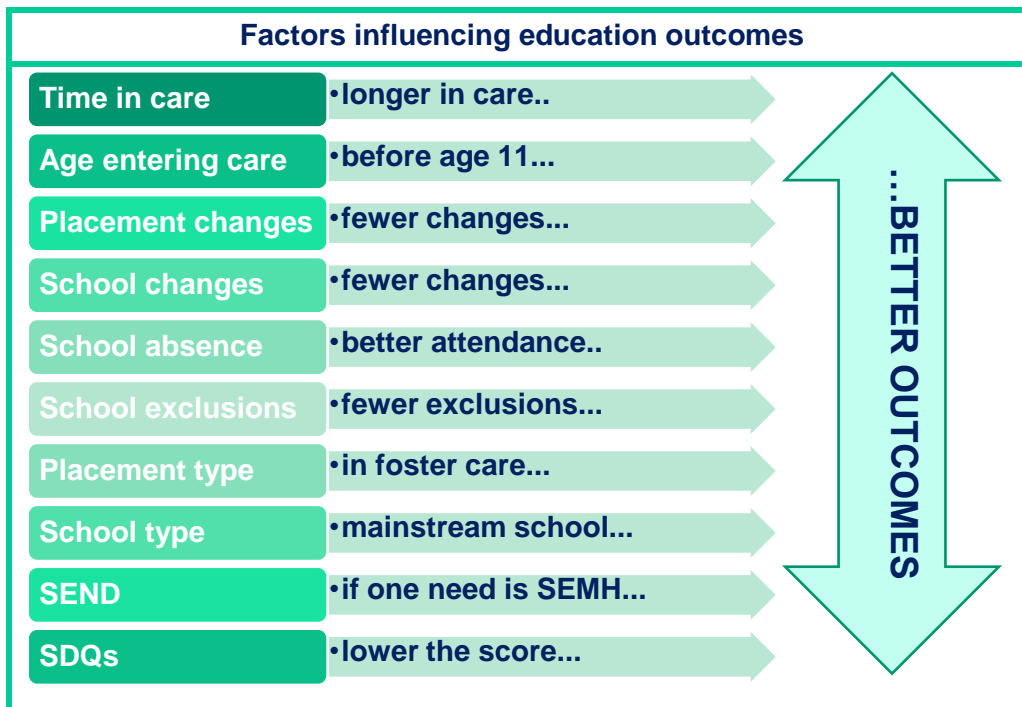 Factors influencing education outcomes
Time in care
•longer in care..
Age entering care
•before age 11...
Placement changes
•fewer changes...
School changes
•fewer changes...
School absence
•better attendance..
School exclusions
•fewer exclusions...
Placement type
•in foster care...
School type
•mainstream school...
SEND
•if one need is SEMH...
SDQs
•lower the score...
...BETTER OUTCOMES